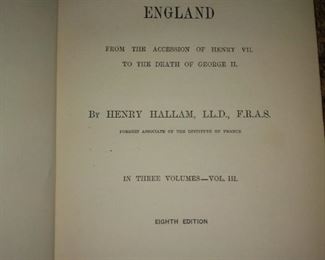 ENGLAND
FROM THE ACCESSION OF HENRY VII.
TO THE DEATH OF GEORGE II.
BY HENRY HALLAM, LL.D., F.R.A.S.
FOREIGN ASSOCIATE OF THE INSTITUTE OF FRANCE
IN THREE VOLUMES—VOL. III.
EIGHTH EDITION